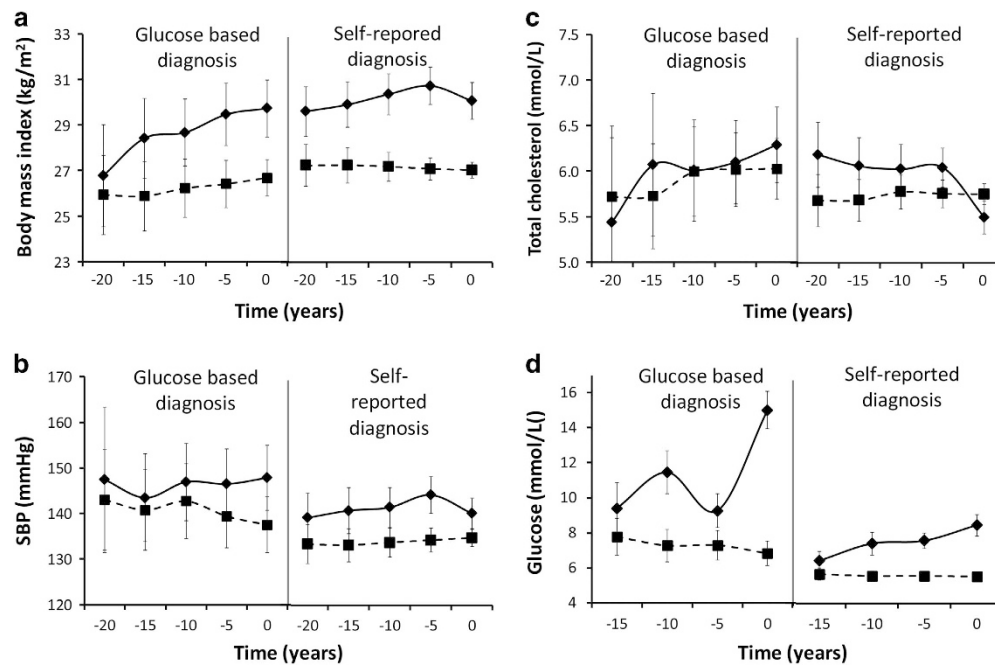 a
Body mass index (kg/m²)
33
31
29
27
25
23
Glucose based
diagnosis
Self-repored
diagnosis
-20 -15 -10 -5 0 -20 -15 -10 -5 0
Time (years)
b
SBP (mmHg)
170
160
150
140
130
120
Glucose based
diagnosis
Self-
reported
diagnosis
-20 -15 -10 -5 0 -20 -15 -10 -5 0
Time (years)
c
Total cholesterol (mmol/L)
7.5
7.0
6.5
6.0
5.5
5.0
Glucose based
diagnosis
Self-reported
diagnosis
-20 -15 -10 -5 0 -20 -15 -10 -5 0
Time (years)
d
Glucose (mmol/L()
16
14
12
10
8
6
4
Glucose based
diagnosis
Self-reported
diagnosis
-15 -10 -5 0 -15 -10 -5 0
Time (years)